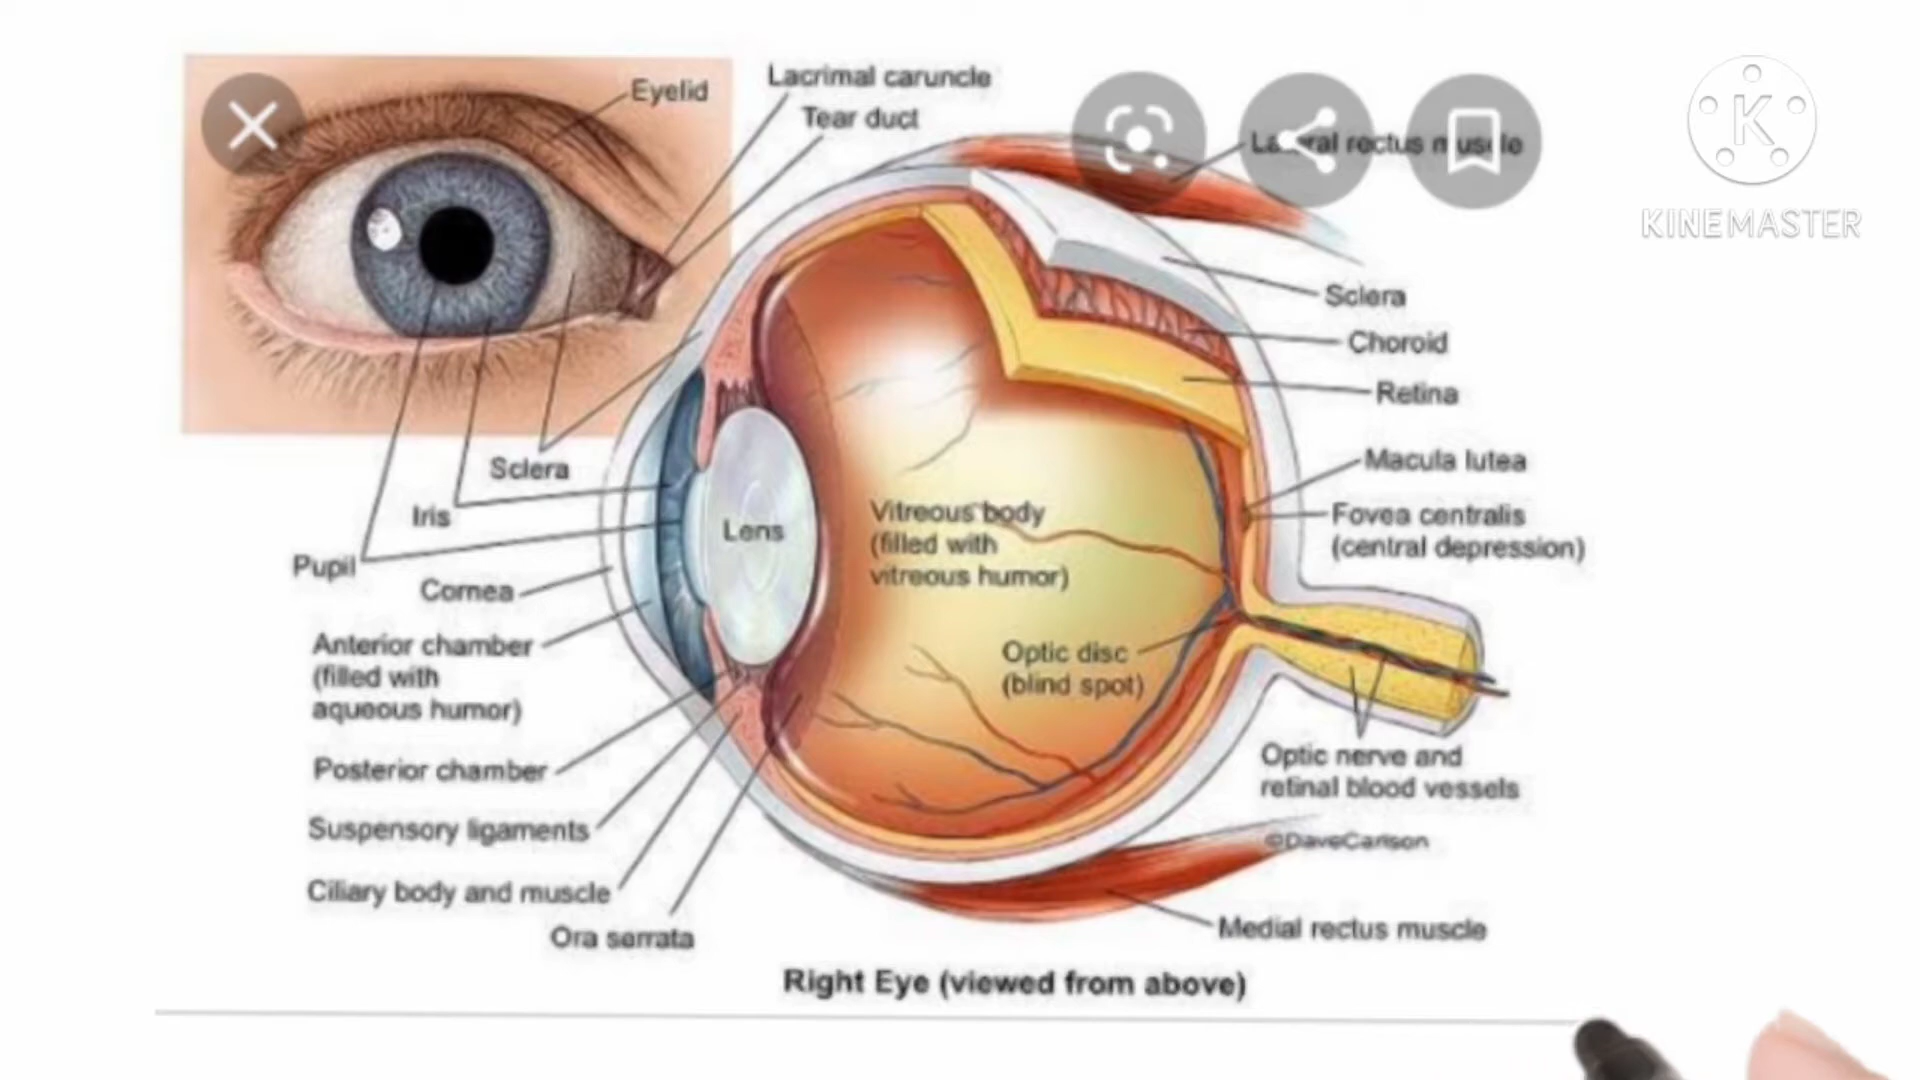 Eyelid
Lacrimal caruncle
Tear duct
Lateral rectus muscle
KINEMASTER
Sclera
Choroid
Retina
Macula lutea
Fovea centralis
(central depression)
Sclera
Iris
Pupil
Cornea
Lens
Vitreous body
(filled with
vitreous humor)
Anterior chamber
(filled with
aqueous humor)
Optic disc
(blind spot)
Posterior chamber
Optic nerve and
retinal blood vessels
Suspensory ligaments
©DaveCarlson
Ciliary body and muscle
Ora serrata
Medial rectus muscle
Right Eye (viewed from above)